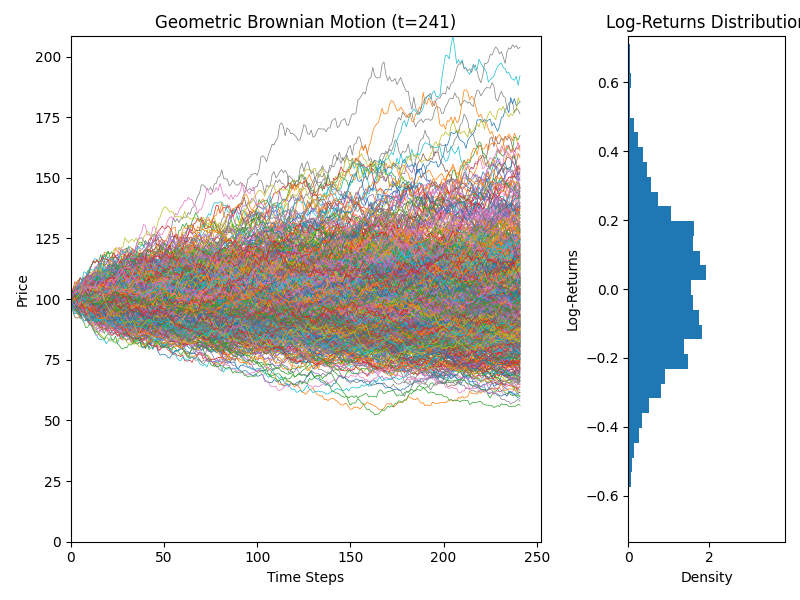 Geometric Brownian Motion (t=241)
Price
200
175
150
125
100
75
50
25
0
0 50 100 150 200 250
Time Steps
Log-Returns Distribution
Log-Returns
0.6
0.4
0.2
0.0
−0.2
−0.4
−0.6
0 2
Density